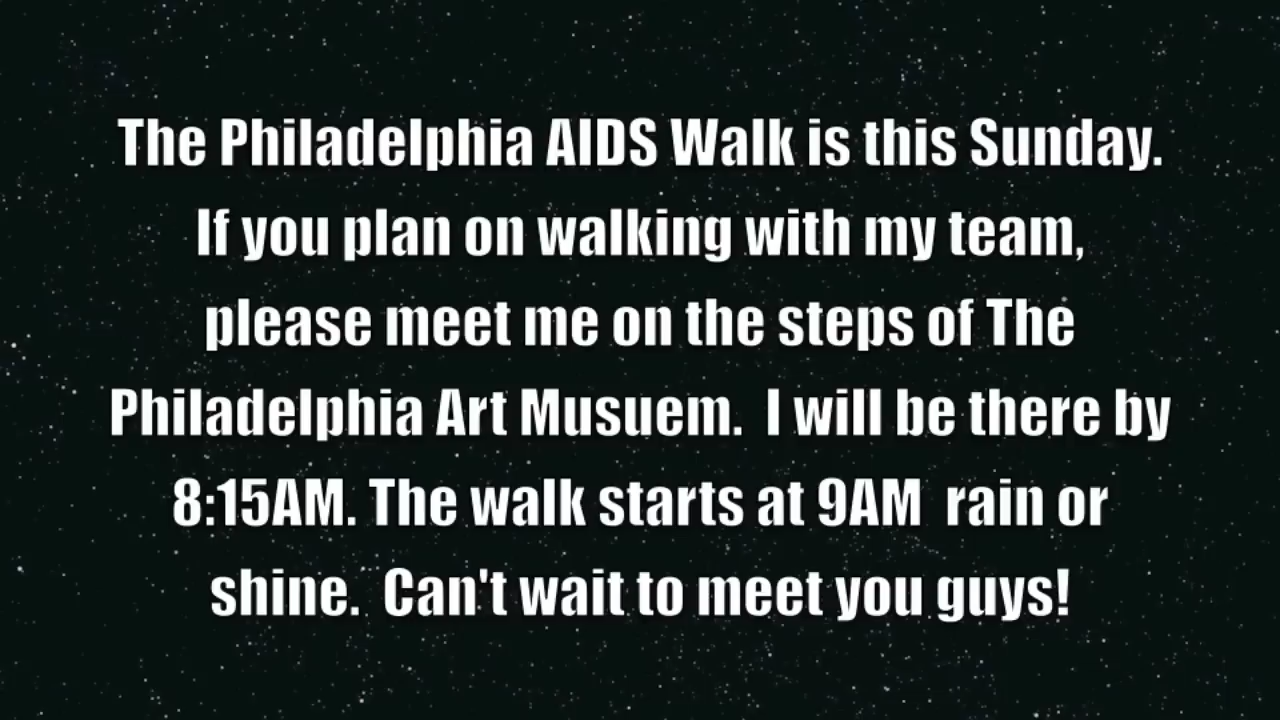 The Philadelphia AIDS Walk is this Sunday.
If you plan on walking with my team,
please meet me on the steps of The
Philadelphia Art Musuem.  I will be there by
8:15AM. The walk starts at 9AM  rain or
shine.  Can't wait to meet you guys!